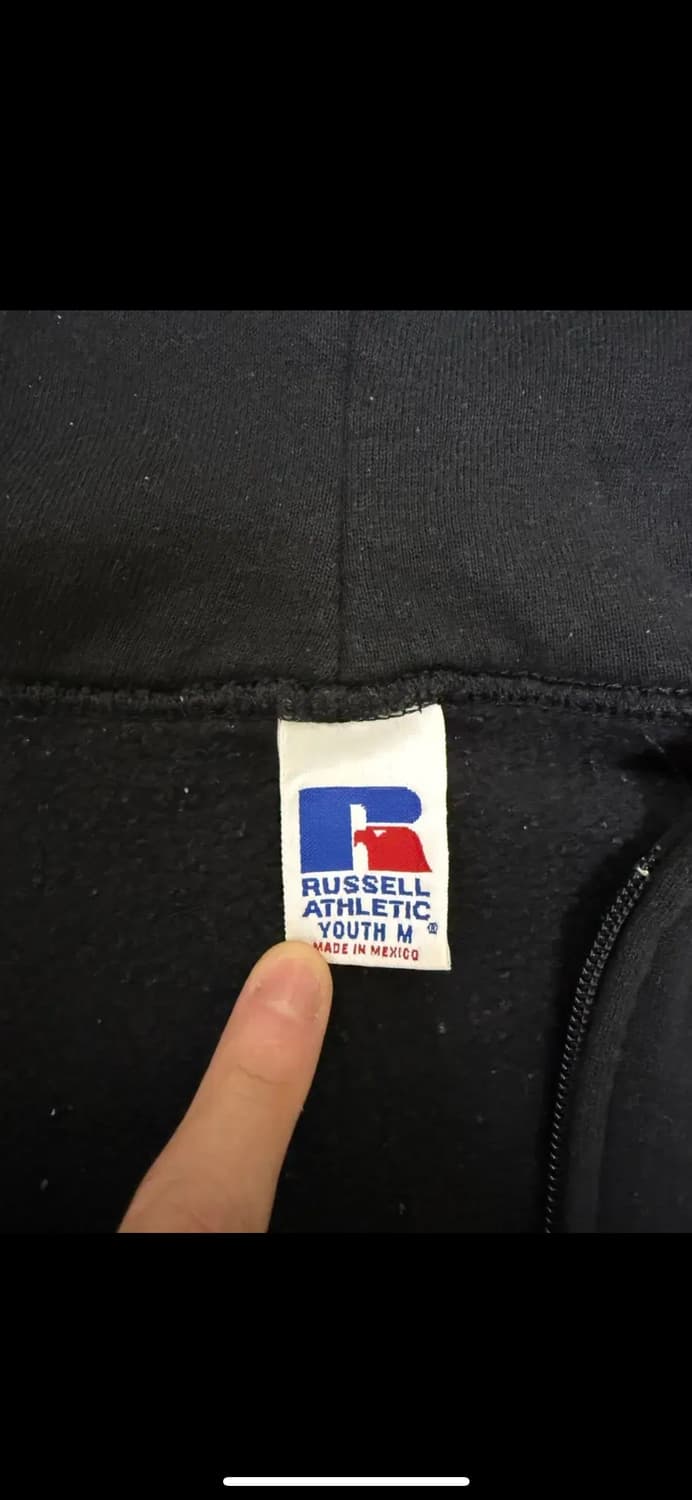 RUSSELL
ATHLETIC
YOUTH M ®
MADE IN MEXICO